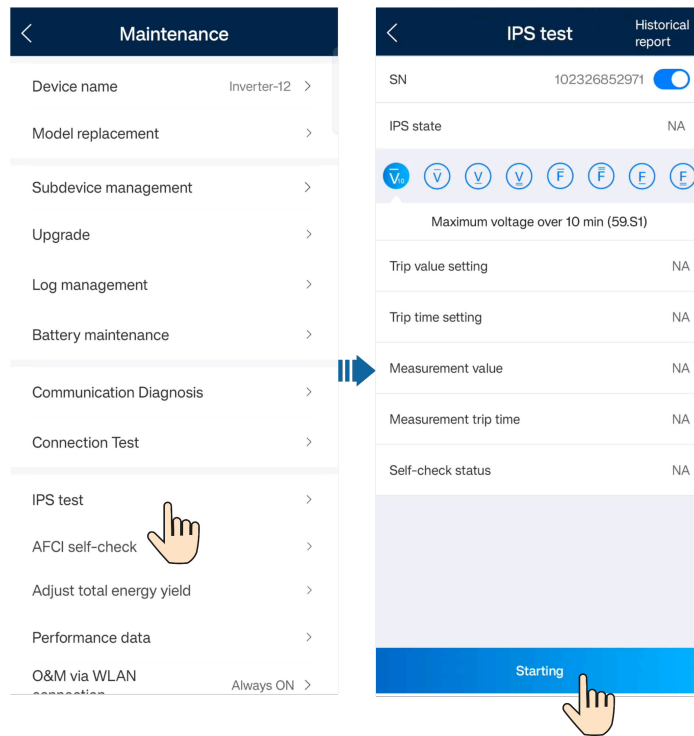 Maintenance
Device name Inverter-12
Model replacement
Subdevice management
Upgrade
Log management
Battery maintenance
Communication Diagnosis
Connection Test
IPS test
AFCI self-check
Adjust total energy yield
Performance data
O&M via WLAN
connection
Always ON
IPS test
Historical
report
SN 102326852971
IPS state NA
V̅₁₀ V̅ V̲ V̳ F̅ F̿ F̲ F̳
Maximum voltage over 10 min (59.S1)
Trip value setting NA
Trip time setting NA
Measurement value NA
Measurement trip time NA
Self-check status NA
Starting